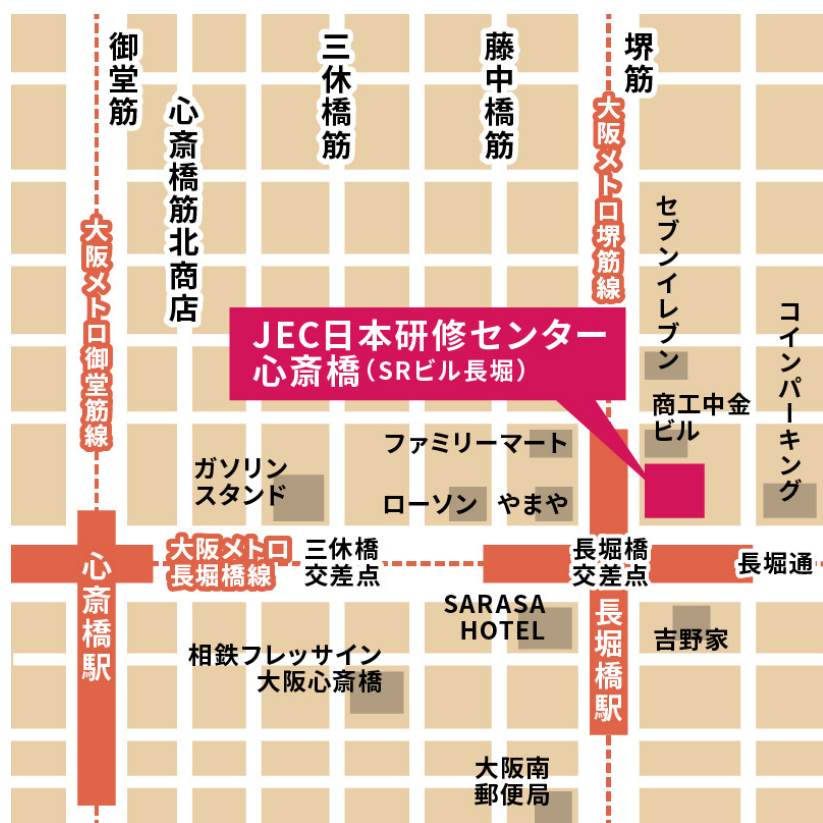 御堂筋
心斎橋筋北商店
三休橋筋
藤中橋筋
堺筋
大阪メトロ堺筋線
大阪メトロ御堂筋線
セブンイレブン
コインパーキング
JEC日本研修センター
心斎橋（SRビル長堀）
商工中金
ビル
ファミリーマート
ガソリン
スタンド
ローソン
やまや
大阪メトロ
長堀橋線
三休橋
交差点
長堀橋
交差点
長堀通
心斎橋駅
SARASA
HOTEL
長堀橋駅
吉野家
相鉄フレッサイン
大阪心斎橋
大阪南
郵便局